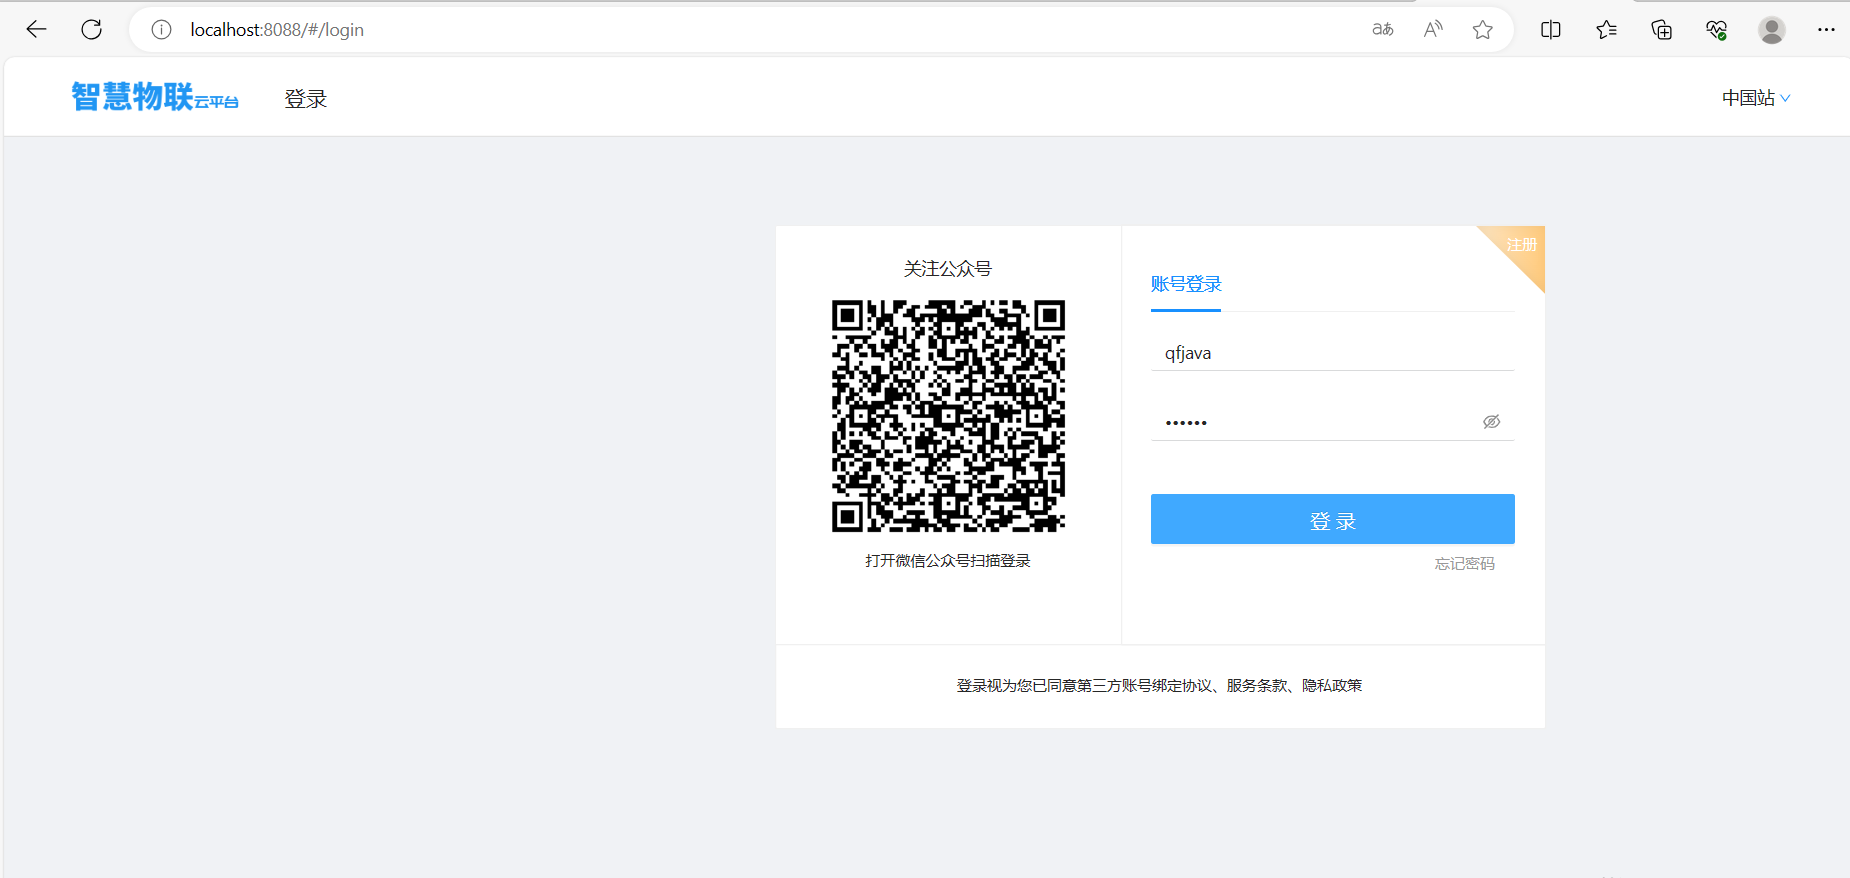 localhost:8088/#/login
智慧物联云平台
登录
中国站
关注公众号
打开微信公众号扫描登录
注册
账号登录
qfjava
••••••
登 录
忘记密码
登录视为您已同意第三方账号绑定协议、服务条款、隐私政策